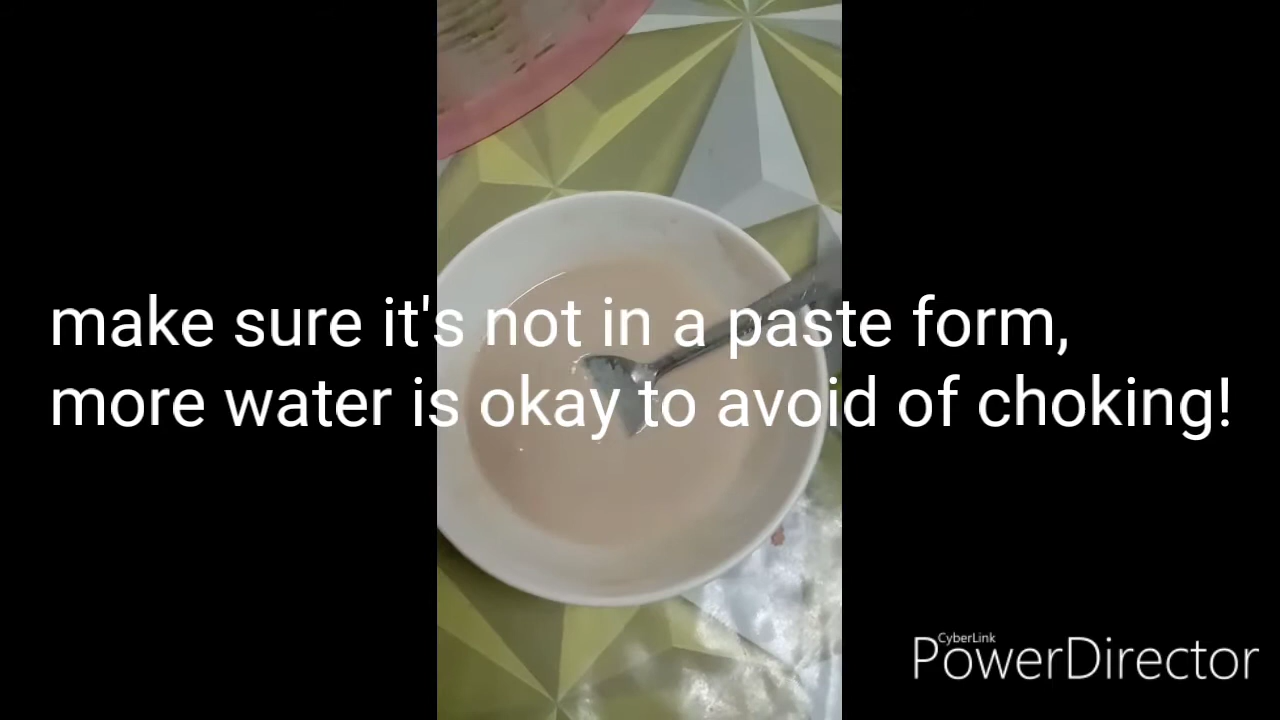 make sure it's not in a paste form,
more water is okay to avoid of choking!
CyberLink
PowerDirector